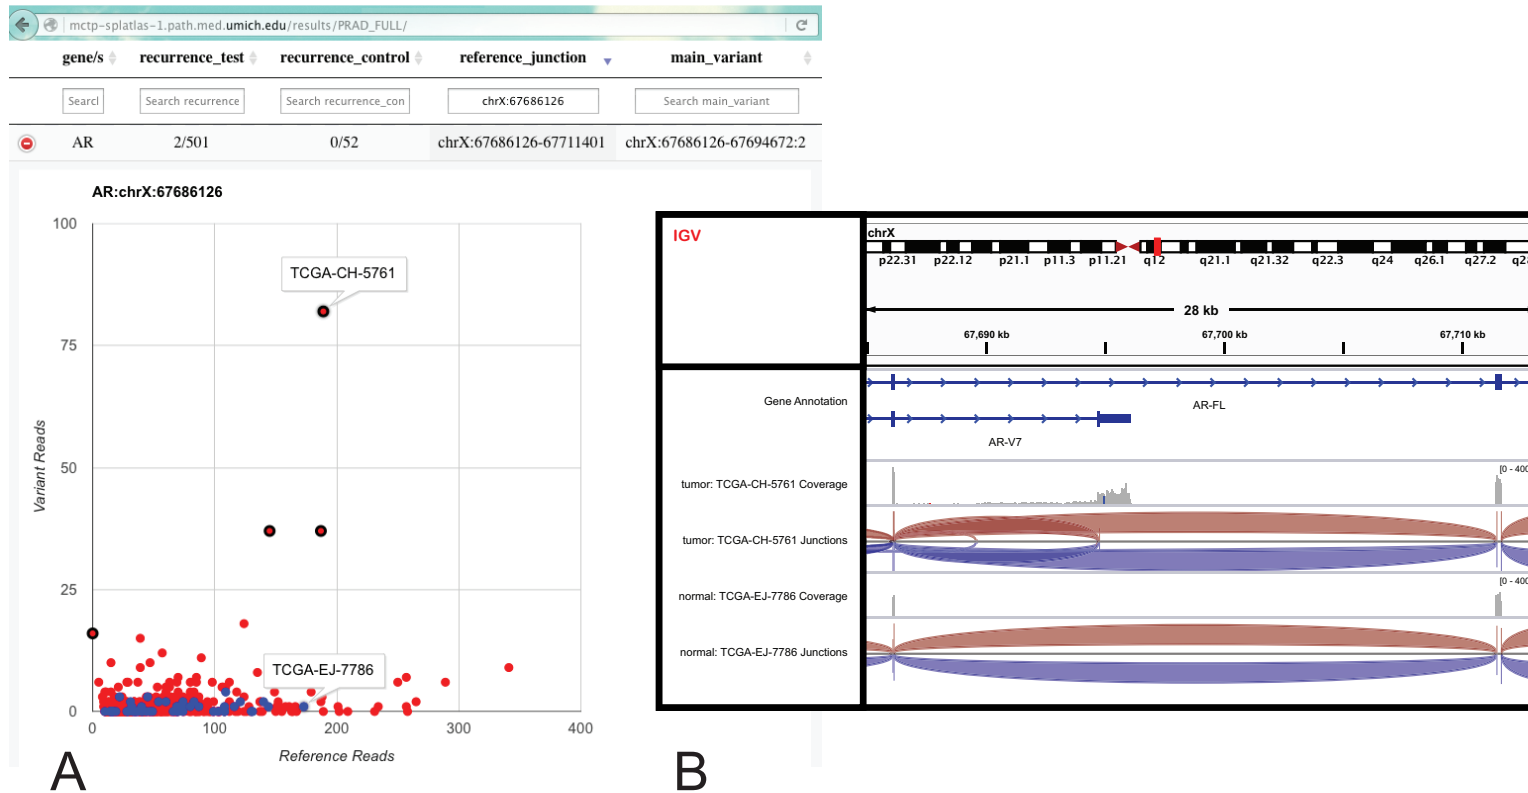 mctp-splatlas-1.path.med.umich.edu/results/PRAD_FULL/
gene/s recurrence_test recurrence_control reference_junction main_variant
Searcl Search recurrence Search recurrence_con chrX:67686126 Search main_variant
AR 2/501 0/52 chrX:67686126-67711401 chrX:67686126-67694672:2
AR:chrX:67686126
100
75
50
25
0
Variant Reads
TCGA-CH-5761
TCGA-EJ-7786
0 100 200 300 400
Reference Reads
A
IGV
chrX
p22.31 p22.12 p21.1 p11.3 p11.21 q12 q21.1 q21.32 q22.3 q24 q26.1 q27.2 q28
28 kb
67,690 kb 67,700 kb 67,710 kb
Gene Annotation
AR-FL
AR-V7
tumor: TCGA-CH-5761 Coverage
[0 - 400
tumor: TCGA-CH-5761 Junctions
normal: TCGA-EJ-7786 Coverage
[0 - 400
normal: TCGA-EJ-7786 Junctions
B